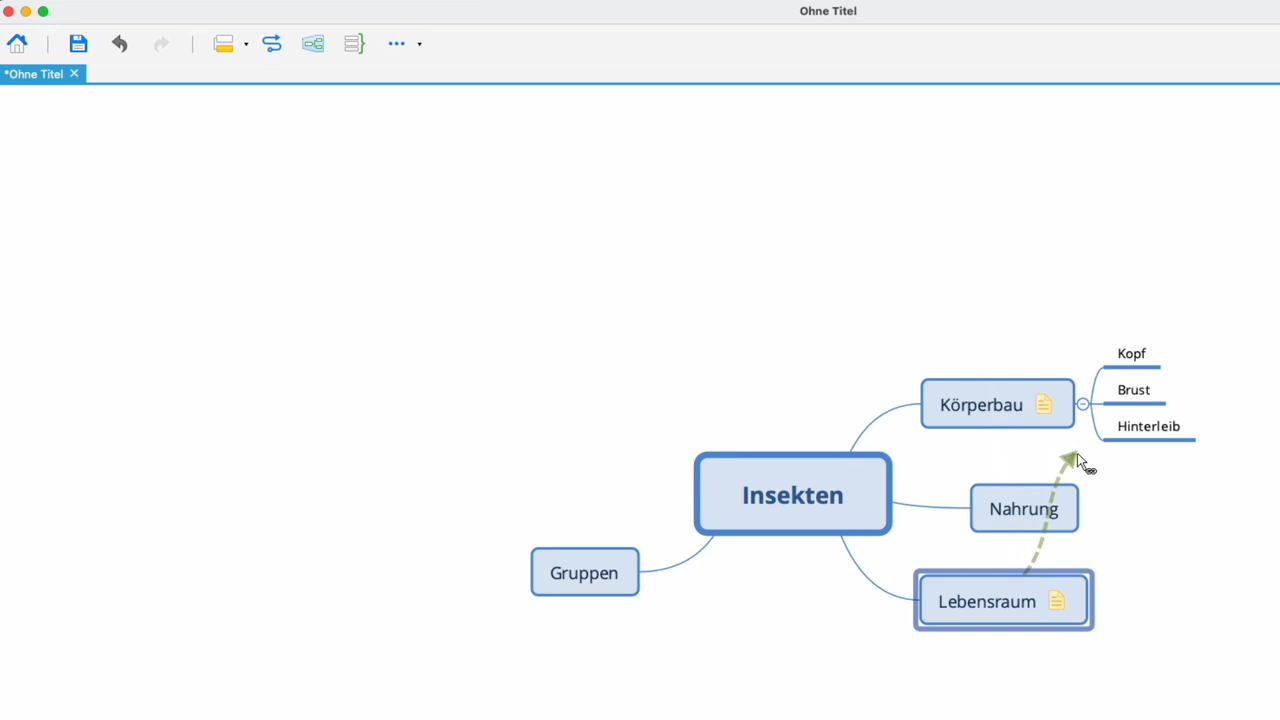 Ohne Titel
*Ohne Titel
Kopf
Körperbau
Brust
Hinterleib
Insekten
Nahrung
Gruppen
Lebensraum